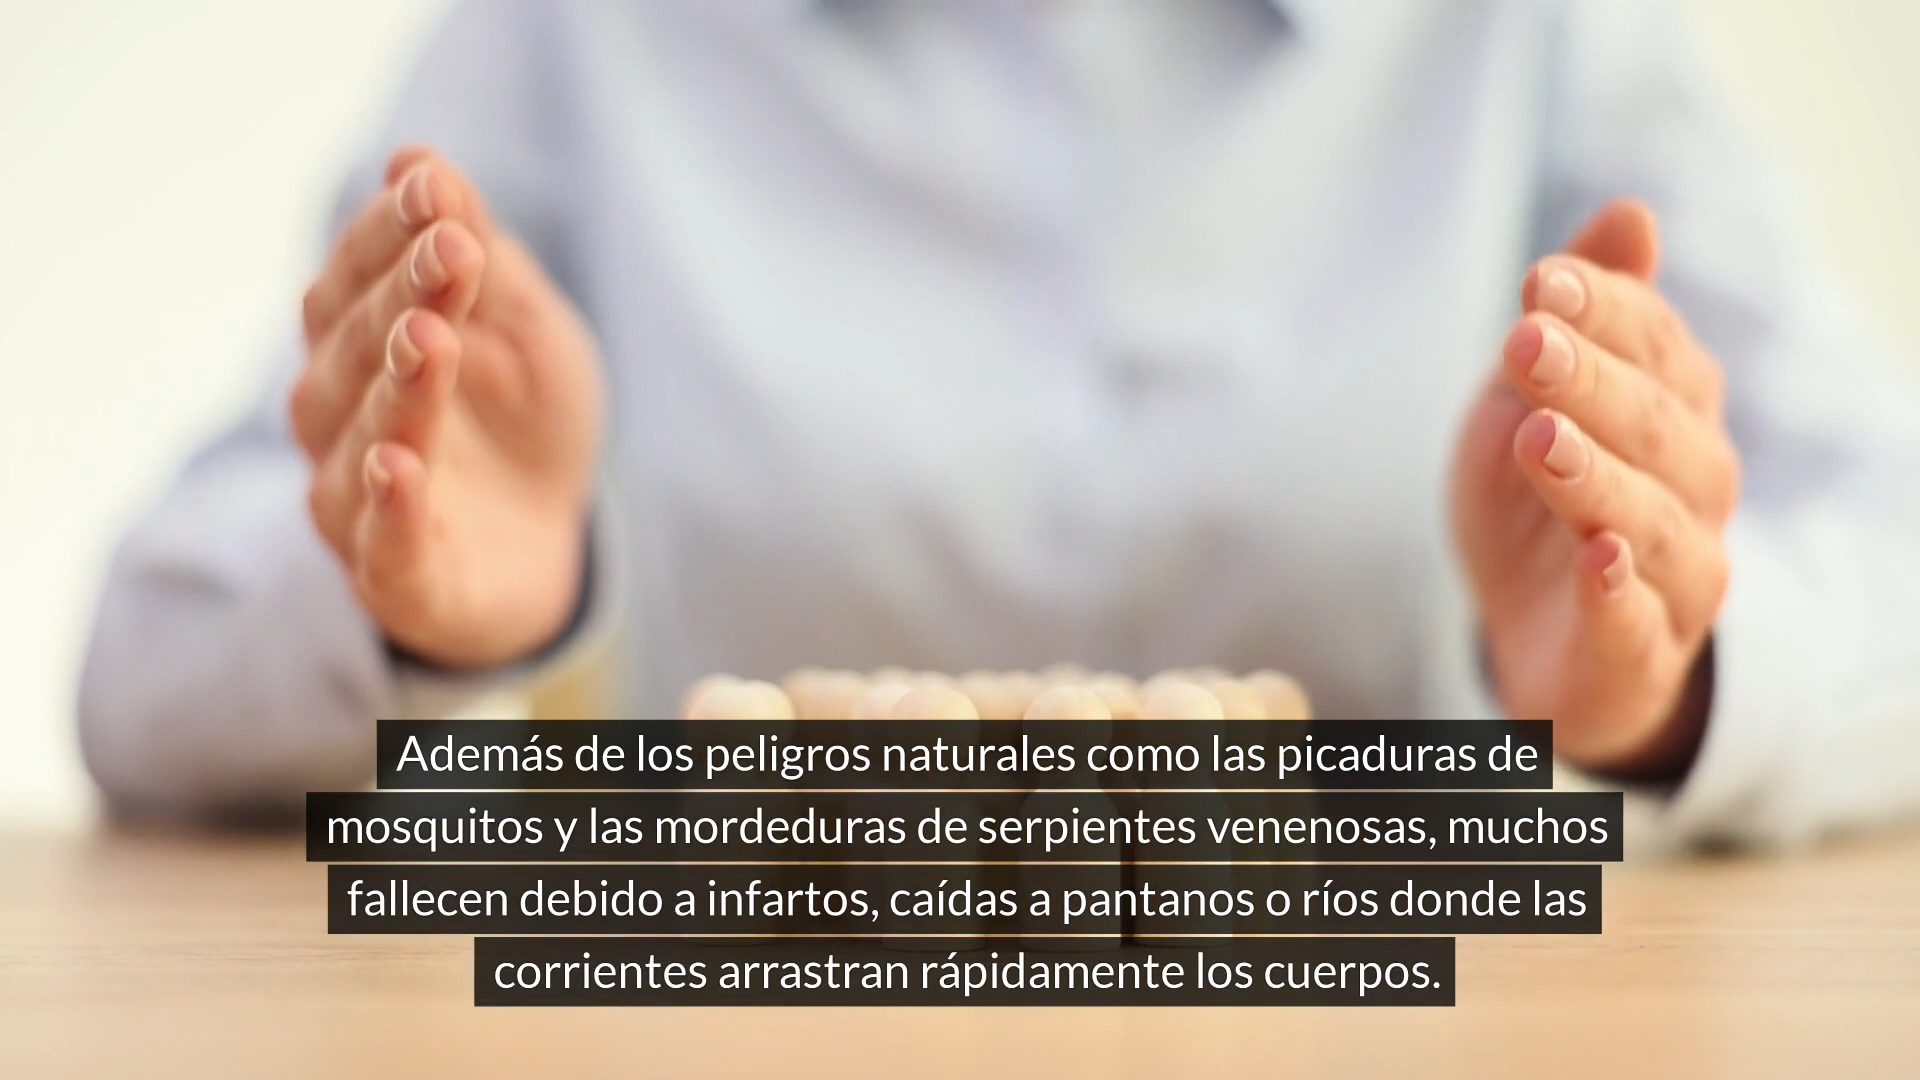 Además de los peligros naturales como las picaduras de
mosquitos y las mordeduras de serpientes venenosas, muchos
fallecen debido a infartos, caídas a pantanos o ríos donde las
corrientes arrastran rápidamente los cuerpos.